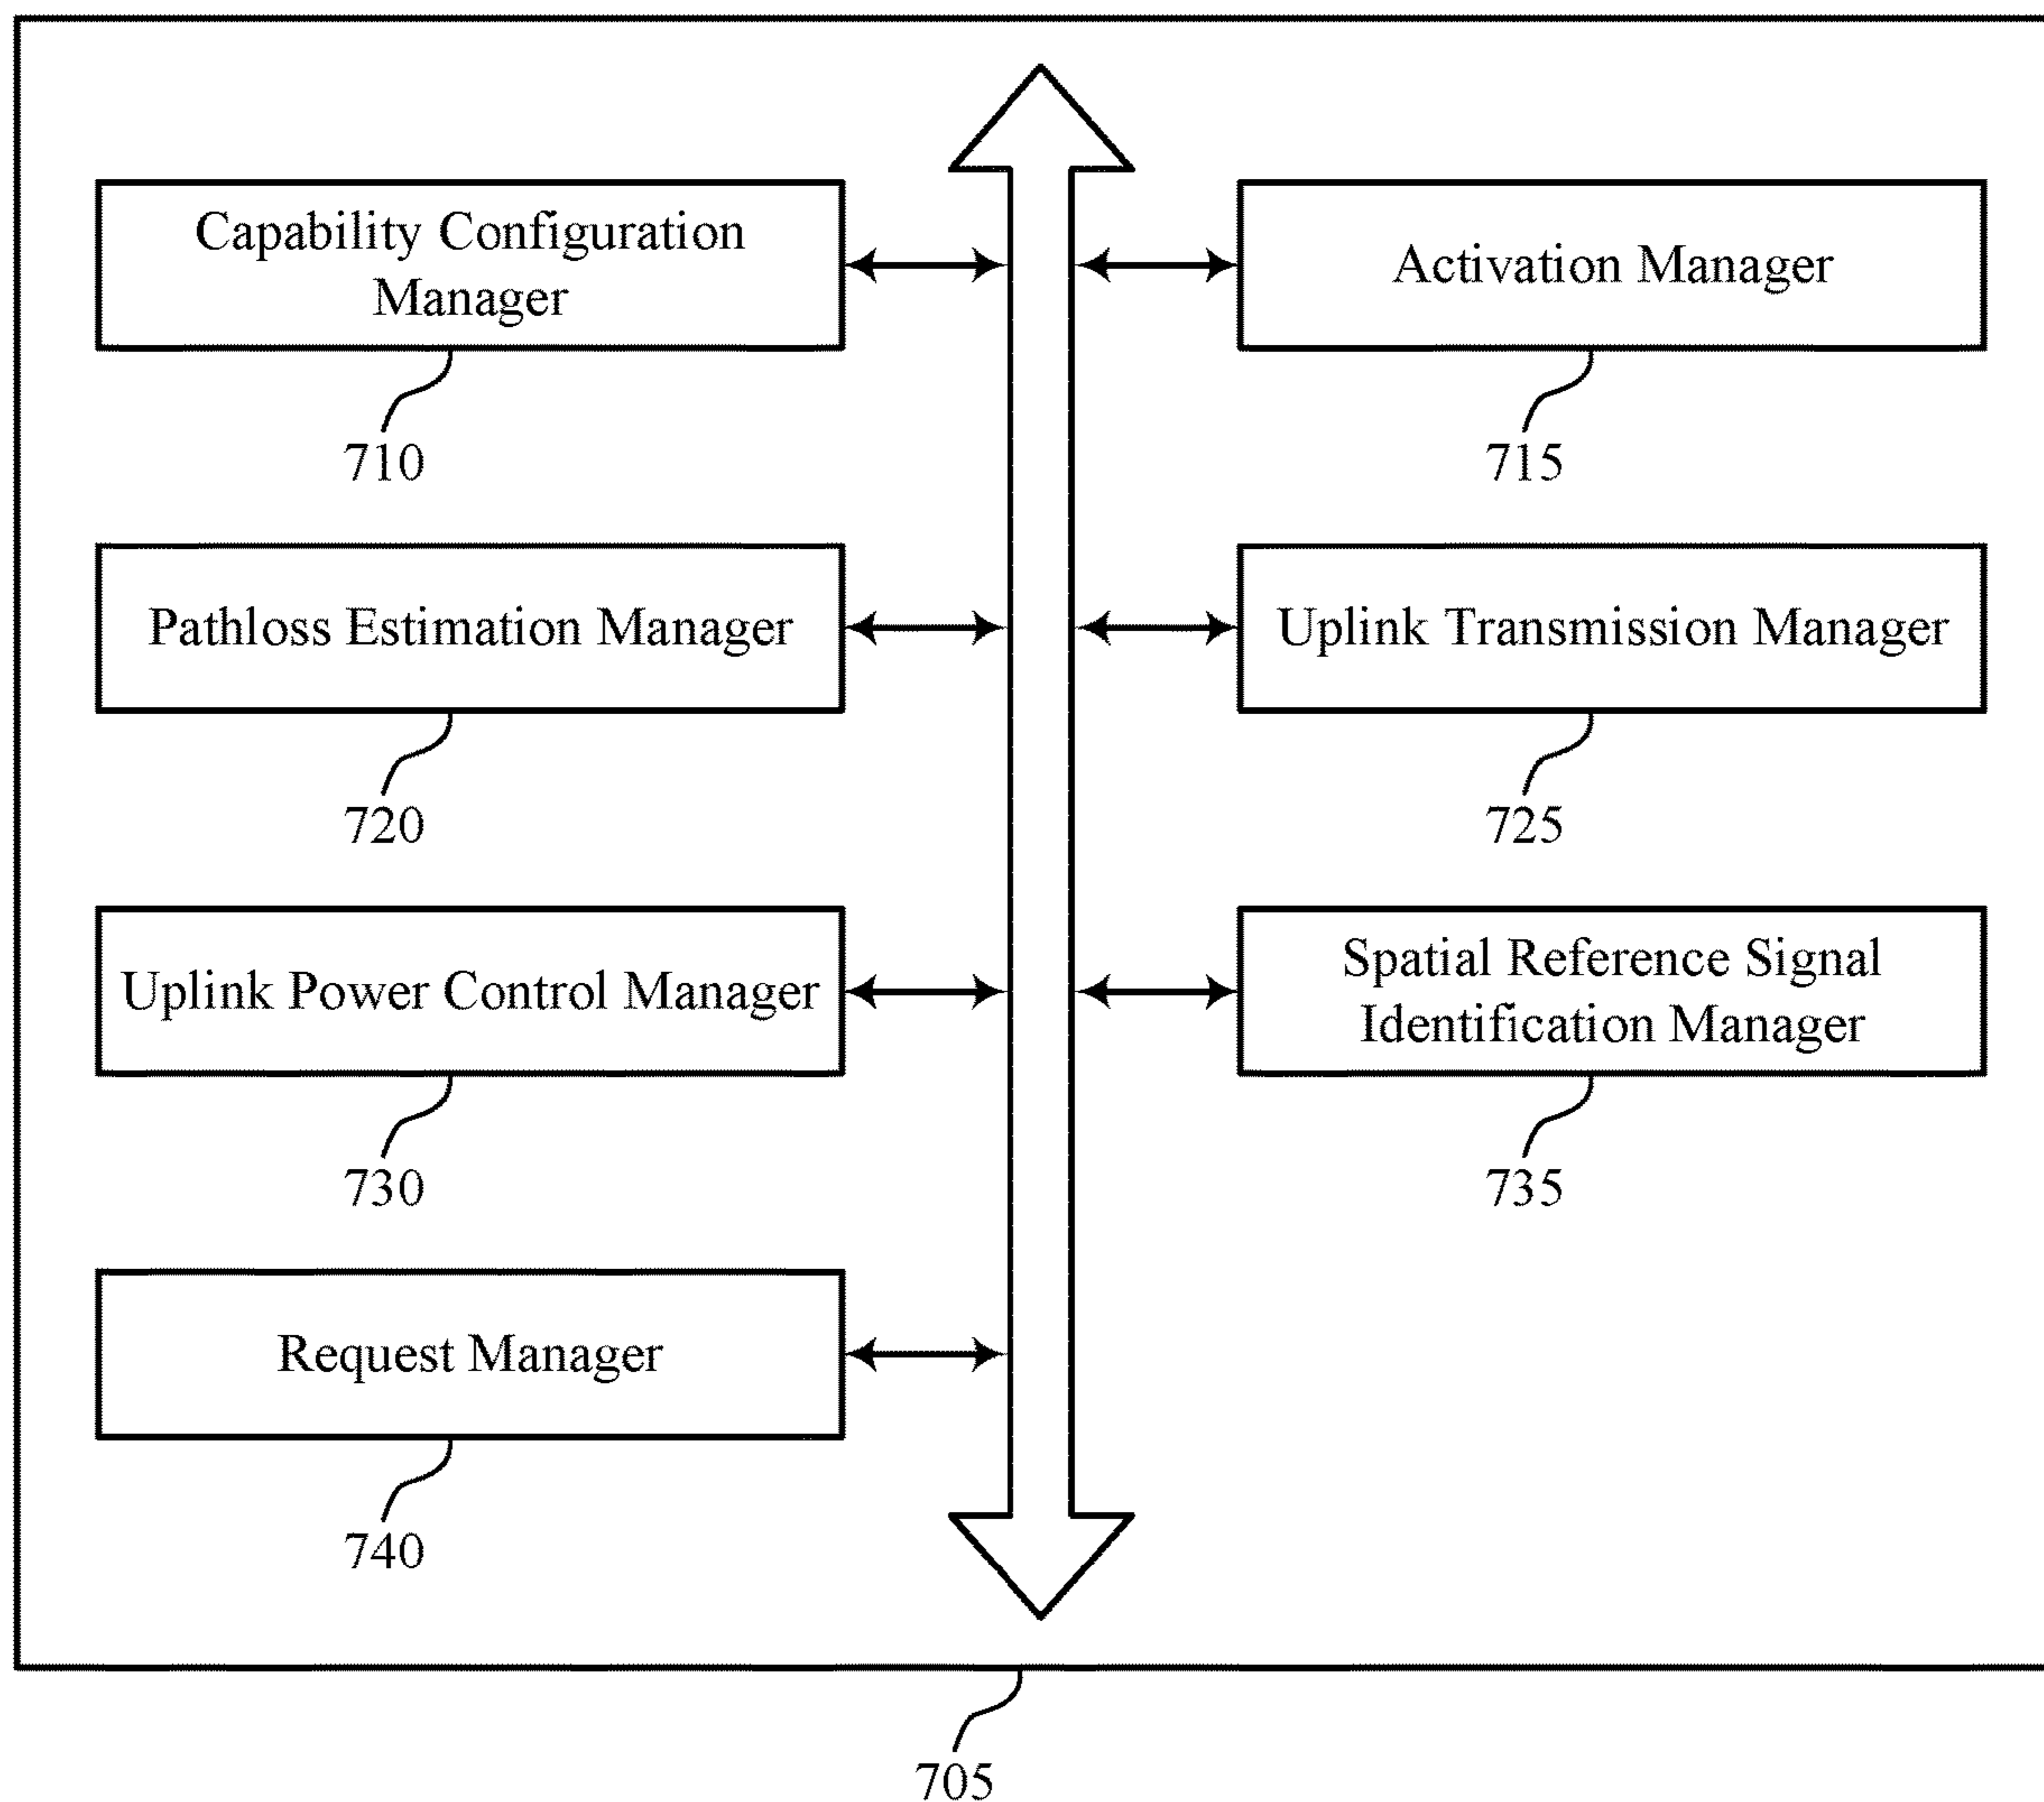 Capability Configuration
Manager
710
Activation Manager
715
Pathloss Estimation Manager
720
Uplink Transmission Manager
725
Uplink Power Control Manager
730
Spatial Reference Signal
Identification Manager
735
Request Manager
740
705